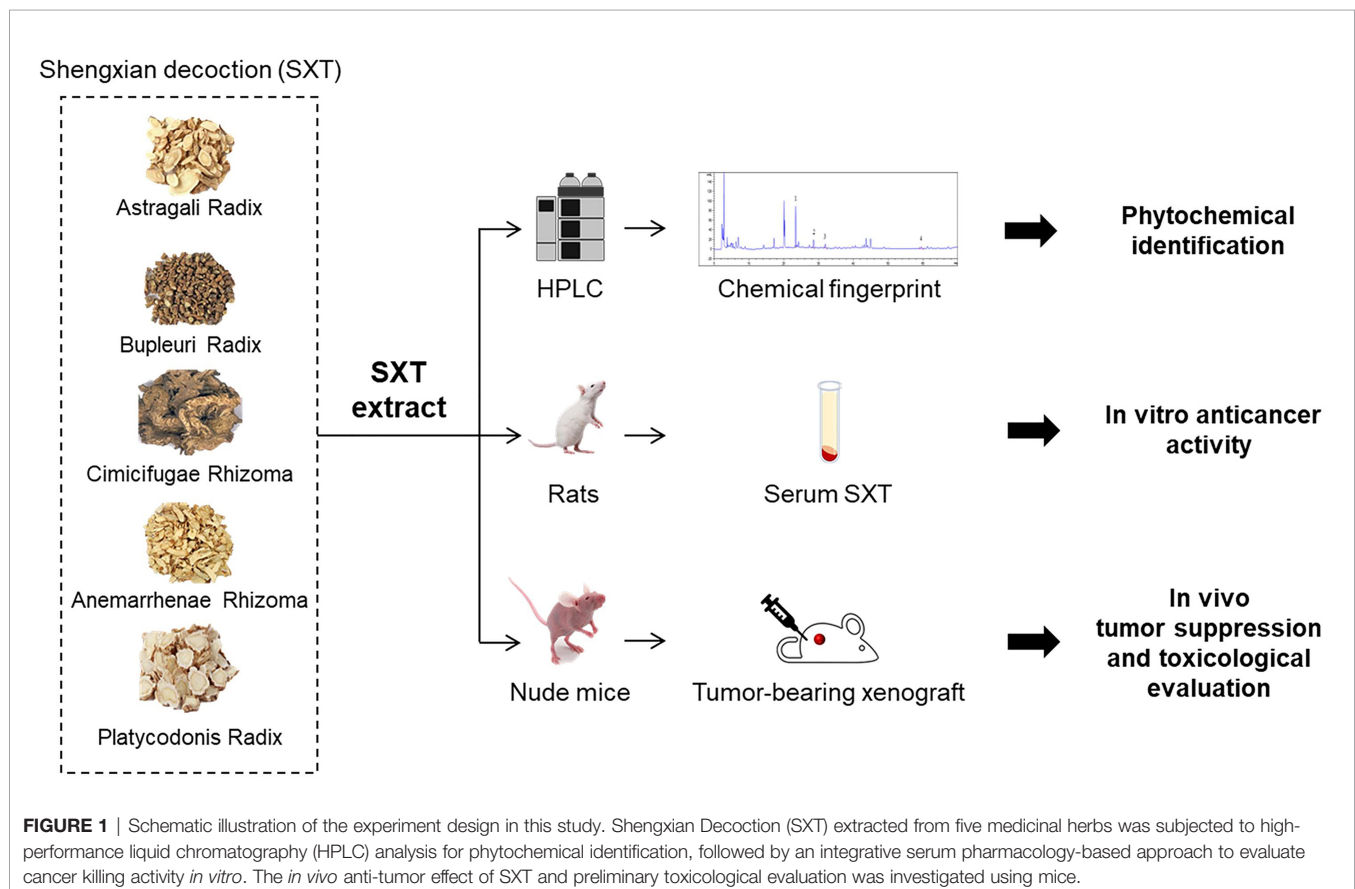 Shengxian decoction (SXT)
Astragali Radix
Bupleuri Radix
Cimicifugae Rhizoma
Anemarrhenae Rhizoma
Platycodonis Radix
SXT
extract
HPLC
Chemical fingerprint
Phytochemical
identification
Rats
Serum SXT
In vitro anticancer
activity
Nude mice
Tumor-bearing xenograft
In vivo
tumor suppression
and toxicological
evaluation
FIGURE 1 | Schematic illustration of the experiment design in this study. Shengxian Decoction (SXT) extracted from five medicinal herbs was subjected to high-
performance liquid chromatography (HPLC) analysis for phytochemical identification, followed by an integrative serum pharmacology-based approach to evaluate
cancer killing activity in vitro. The in vivo anti-tumor effect of SXT and preliminary toxicological evaluation was investigated using mice.